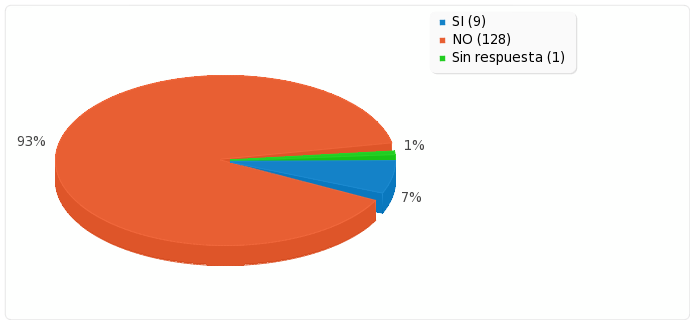 SI (9)
NO (128)
Sin respuesta (1)
93%
1%
7%